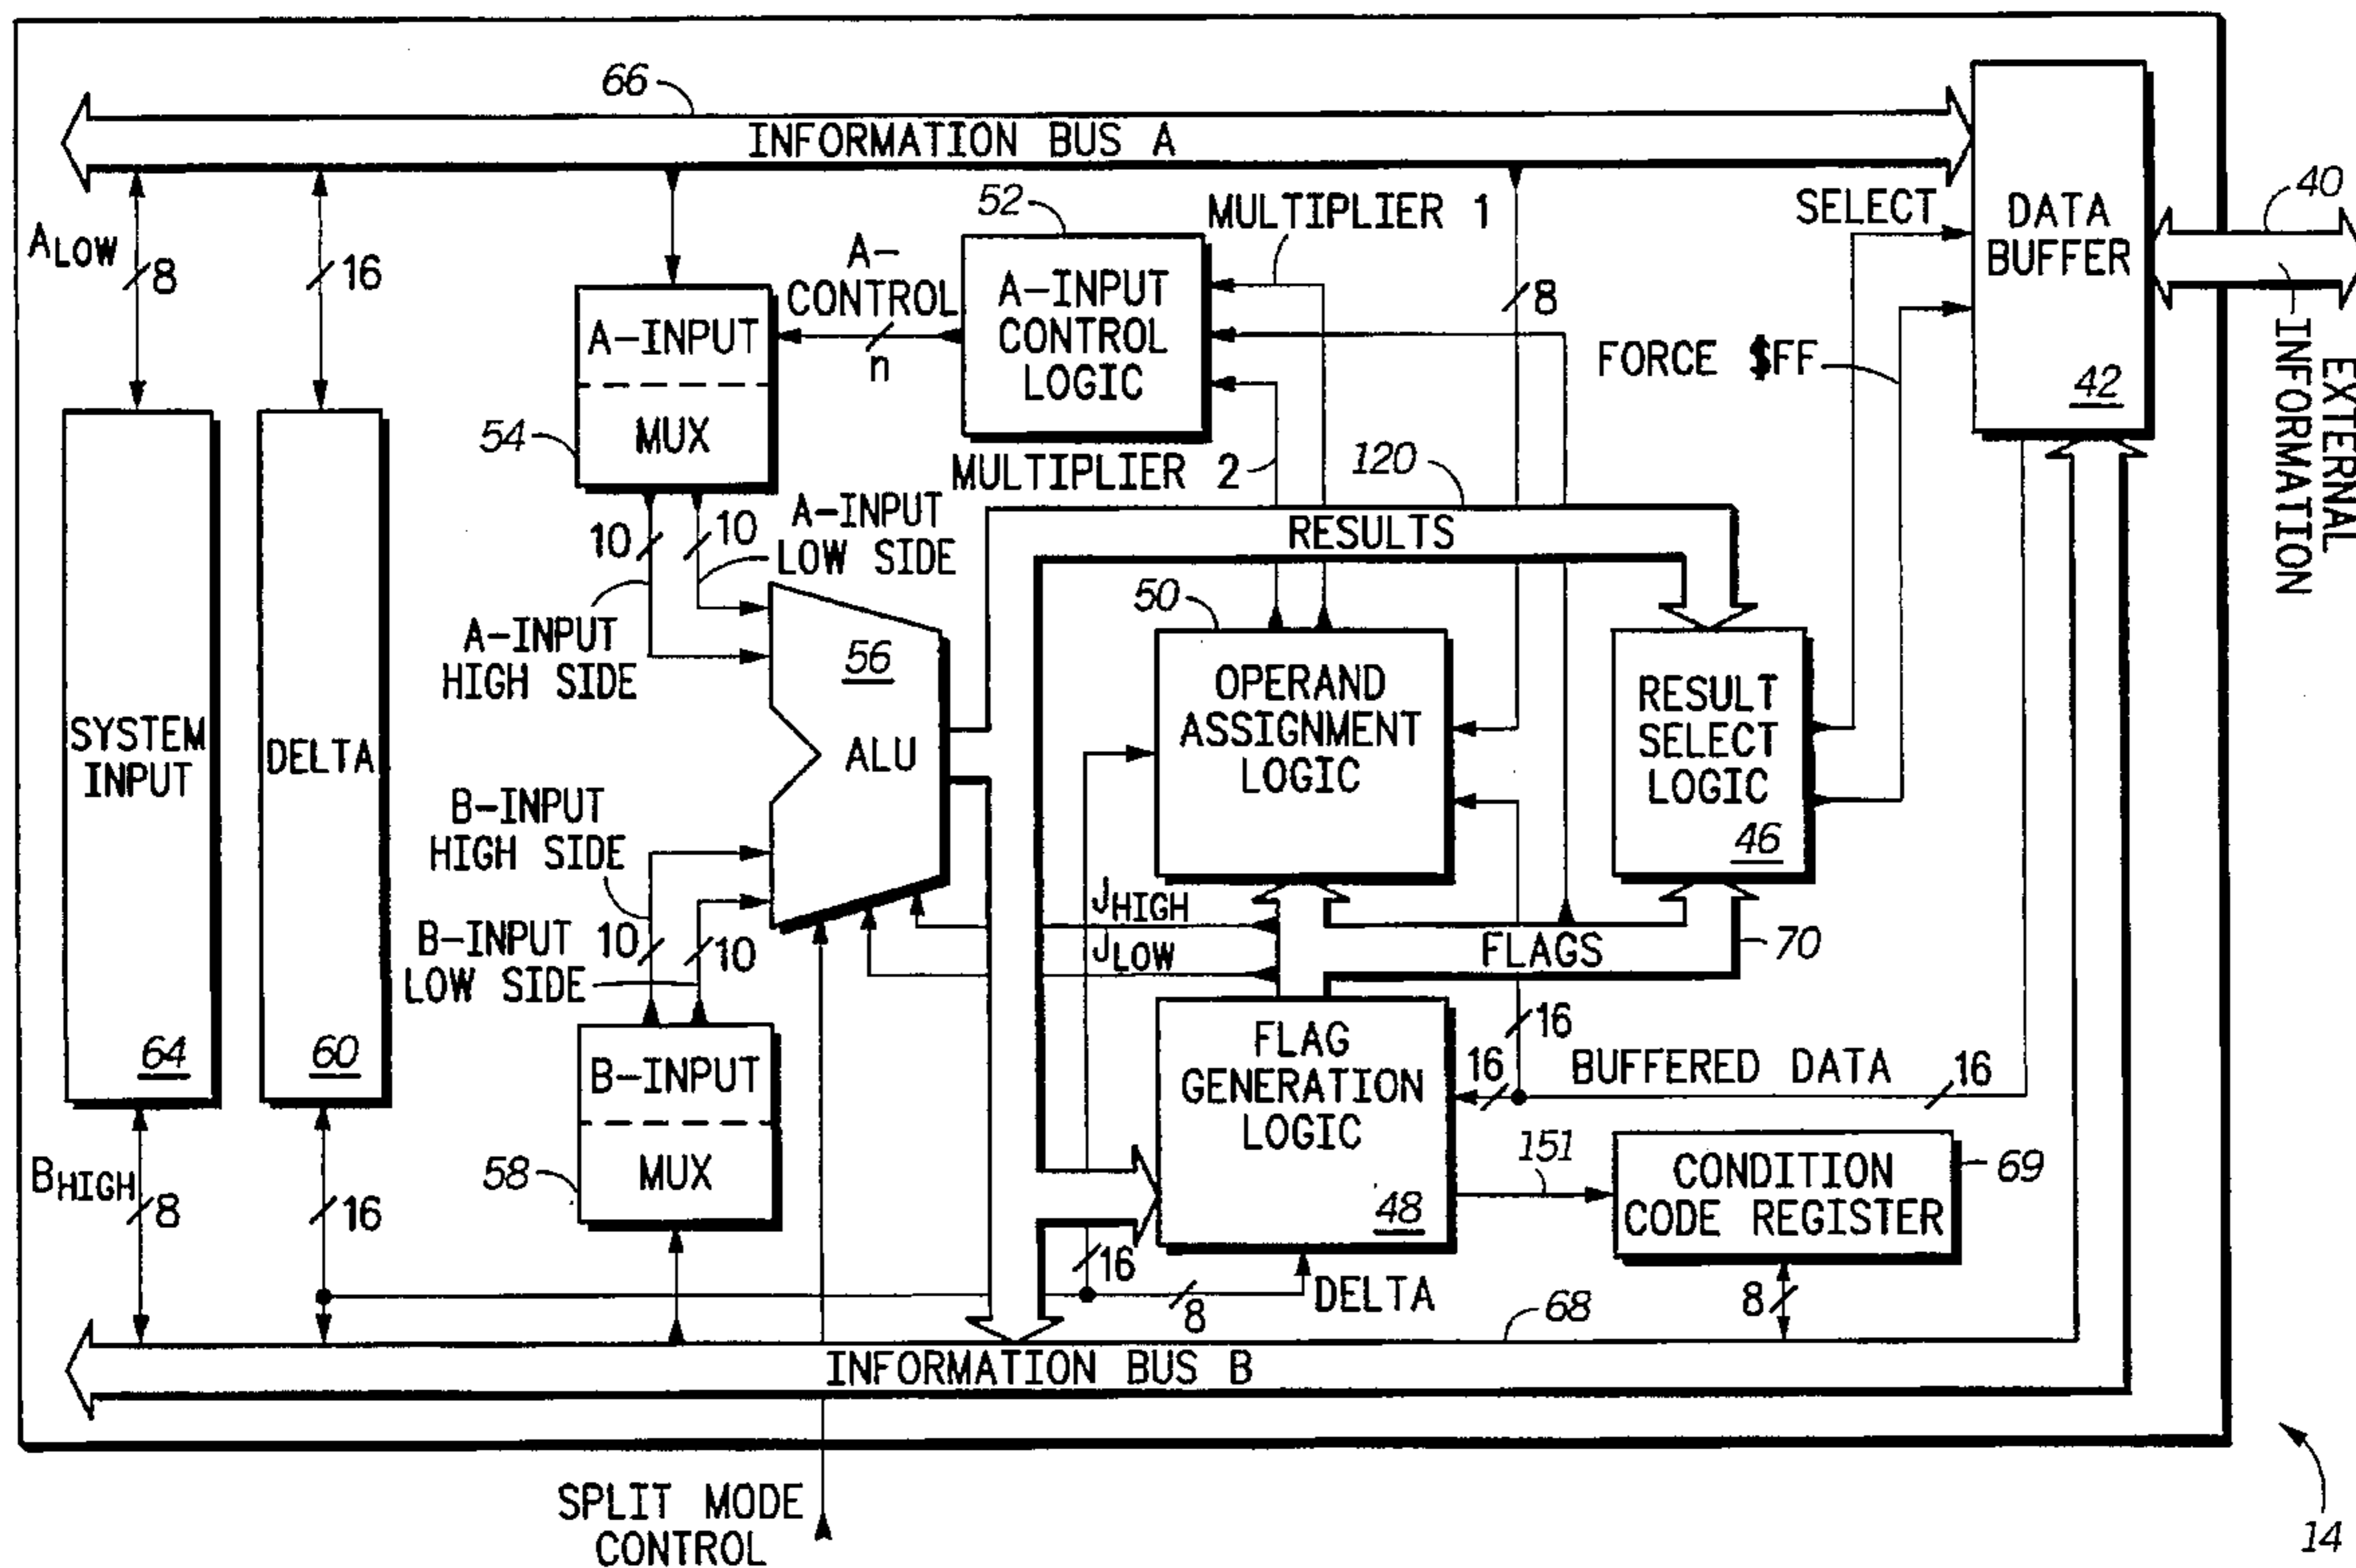 66
INFORMATION BUS A
A LOW
8
16
52
MULTIPLIER 1
SELECT
DATA
BUFFER
42
40
EXTERNAL
INFORMATION
A-
CONTROL
n
A-INPUT
CONTROL
LOGIC
8
FORCE $FF
A-INPUT
MUX
54
MULTIPLIER 2
120
10
10
A-INPUT
LOW SIDE
RESULTS
A-INPUT
HIGH SIDE
56
ALU
50
OPERAND
ASSIGNMENT
LOGIC
RESULT
SELECT
LOGIC
46
SYSTEM
INPUT
64
DELTA
60
B-INPUT
HIGH SIDE
B-INPUT
LOW SIDE
10
10
J HIGH
J LOW
FLAGS
70
B-INPUT
MUX
58
FLAG
GENERATION
LOGIC
48
16
16
BUFFERED DATA
16
151
CONDITION
CODE REGISTER
69
B HIGH
8
16
16
8
DELTA
8
68
INFORMATION BUS B
SPLIT MODE
CONTROL
14